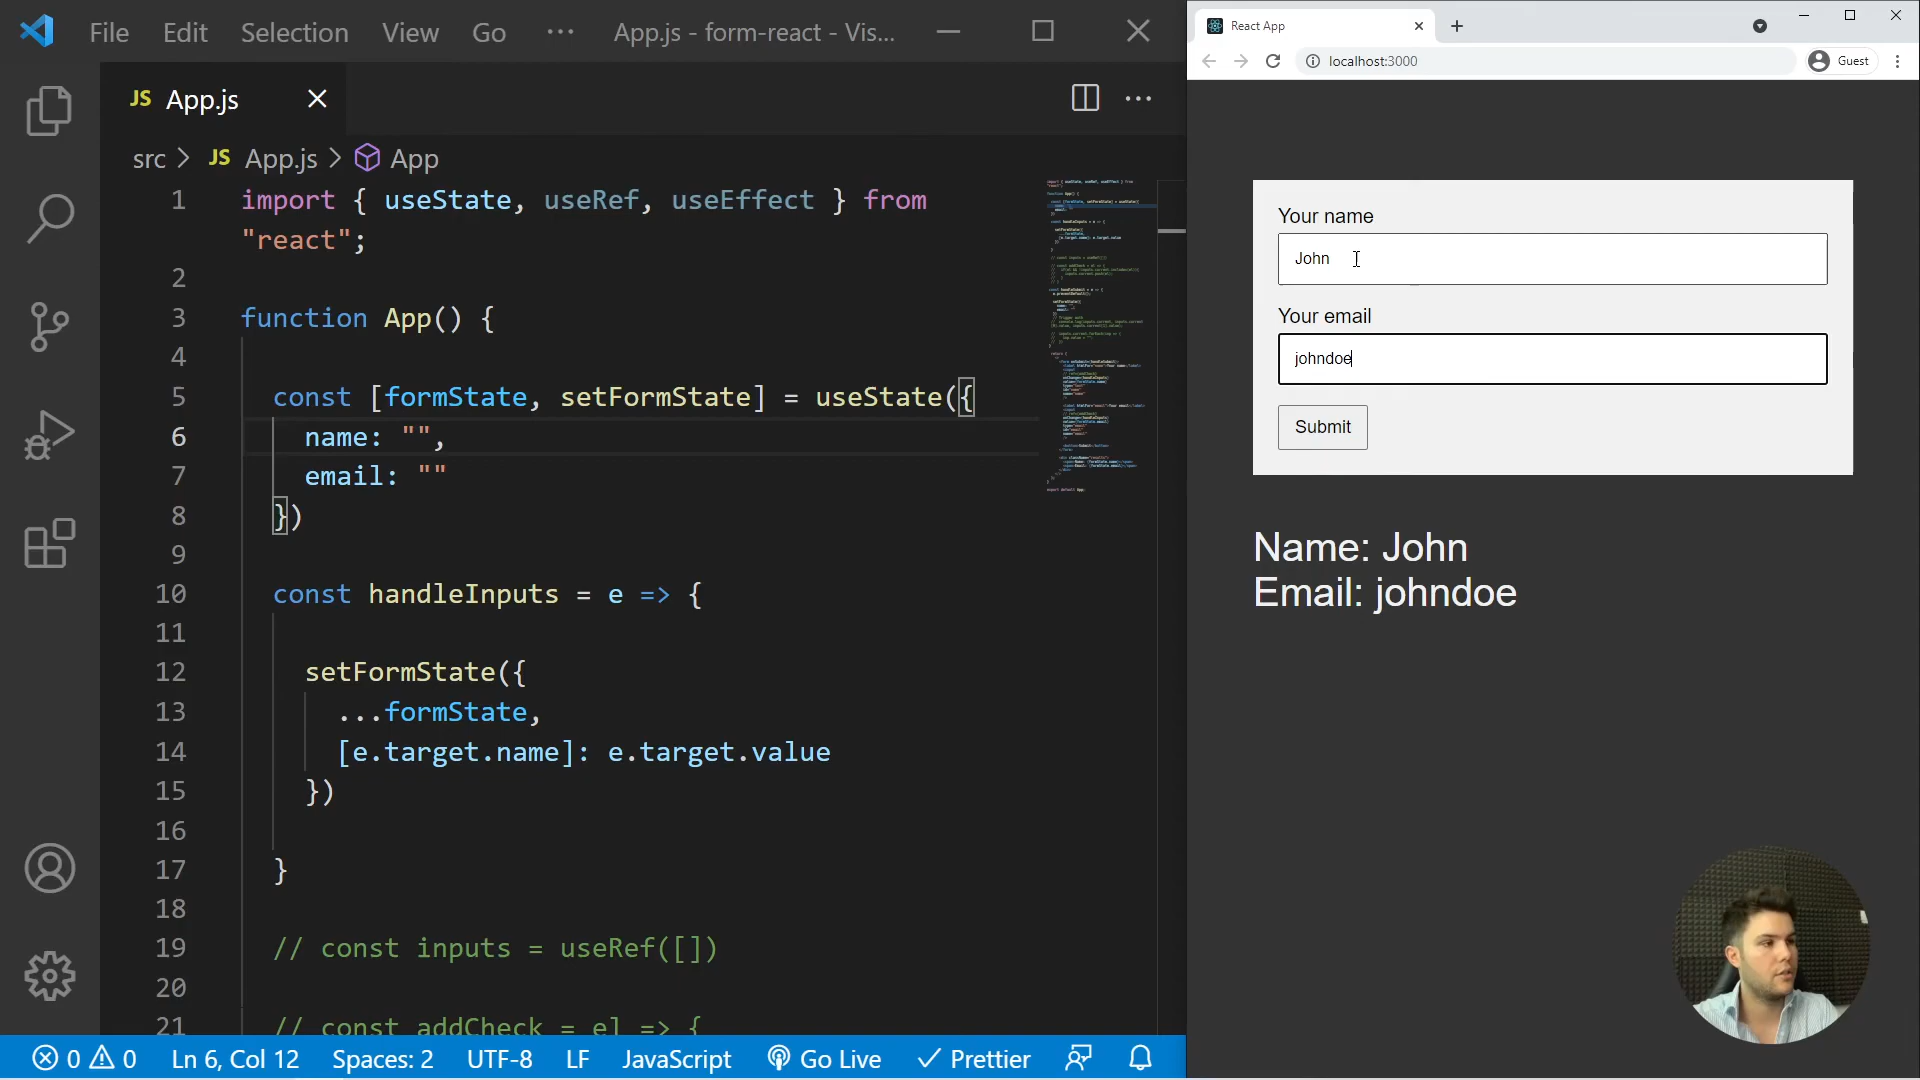 File Edit Selection View Go ··· App.js - form-react - Vis...
JS App.js
src > JS App.js > App
1 import { useState, useRef, useEffect } from
"react";
2
3 function App() {
4
5 const [formState, setFormState] = useState({
6 name: "",
7 email: ""
8 })
9
10 const handleInputs = e => {
11
12 setFormState({
13 ...formState,
14 [e.target.name]: e.target.value
15 })
16
17 }
18
19 // const inputs = useRef([])
20
21 // const addCheck = el => {
0 0 Ln 6, Col 12 Spaces: 2 UTF-8 LF JavaScript Go Live Prettier
React App
localhost:3000 Guest
Your name
John
Your email
johndoe
Submit
Name: John
Email: johndoe